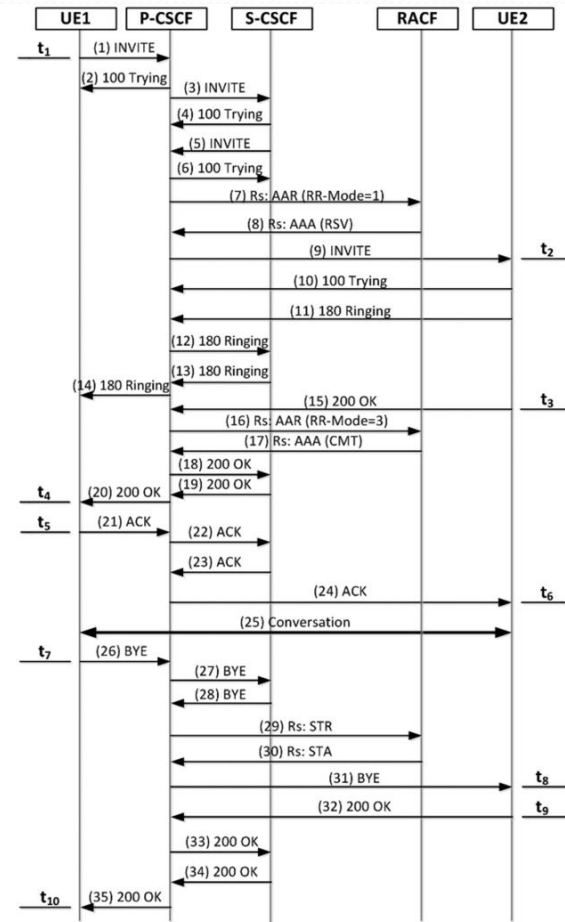 UE1 P-CSCF S-CSCF RACF UE2
t1 (1) INVITE
(2) 100 Trying
(3) INVITE
(4) 100 Trying
(5) INVITE
(6) 100 Trying
(7) Rs: AAR (RR-Mode=1)
(8) Rs: AAA (RSV)
(9) INVITE t2
(10) 100 Trying
(11) 180 Ringing
(12) 180 Ringing
(13) 180 Ringing
(14) 180 Ringing
(15) 200 OK t3
(16) Rs: AAR (RR-Mode=3)
(17) Rs: AAA (CMT)
(18) 200 OK
(19) 200 OK
t4 (20) 200 OK
t5 (21) ACK
(22) ACK
(23) ACK
(24) ACK t6
(25) Conversation
t7 (26) BYE
(27) BYE
(28) BYE
(29) Rs: STR
(30) Rs: STA
(31) BYE t8
(32) 200 OK t9
(33) 200 OK
(34) 200 OK
t10 (35) 200 OK